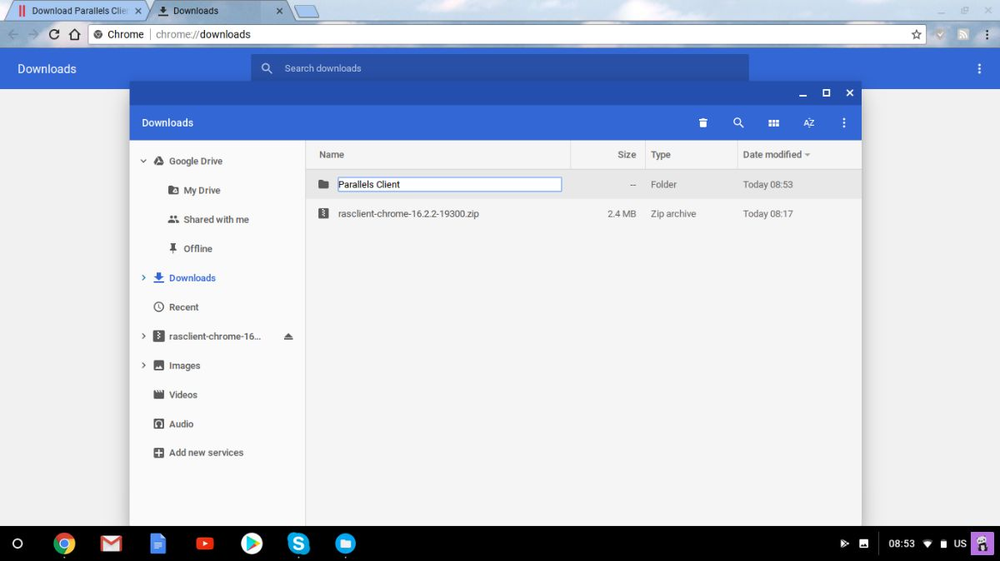 Download Parallels Clie
Downloads
Chrome
chrome://downloads
Downloads
Search downloads
Downloads
AZ
Google Drive
My Drive
Shared with me
Offline
Downloads
Recent
rasclient-chrome-16...
Images
Videos
Audio
Add new services
Name Size Type Date modified
Parallels Client -- Folder Today 08:53
rasclient-chrome-16.2.2-19300.zip 2.4 MB Zip archive Today 08:17
08:53 US